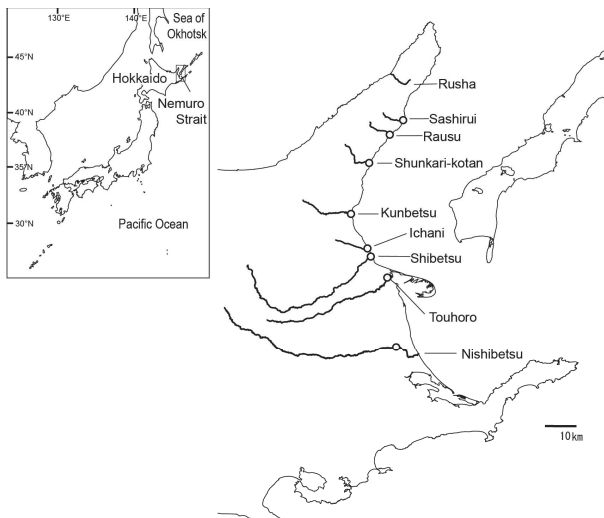 130°E
140°E
Sea of
Okhotsk
45°N
Hokkaido
Nemuro
Strait
40°N
35°N
30°N
Pacific Ocean
Rusha
Sashirui
Rausu
Shunkari-kotan
Kunbetsu
Ichani
Shibetsu
Touhoro
Nishibetsu
10km